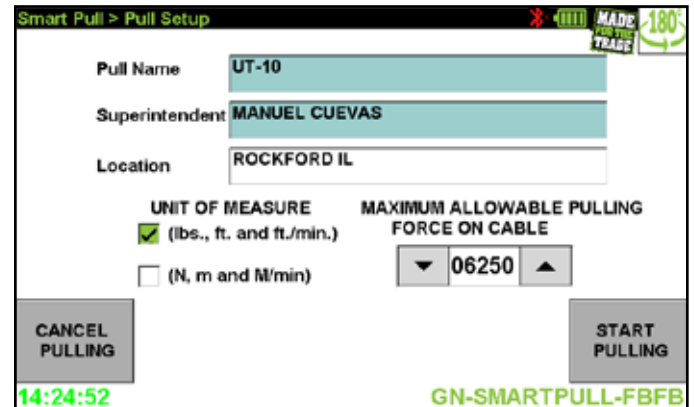 Smart Pull > Pull Setup
MADE FOR THE TRADE
180°
Pull Name UT-10
Superintendent MANUEL CUEVAS
Location ROCKFORD IL
UNIT OF MEASURE
(lbs., ft. and ft./min.)
(N, m and M/min)
MAXIMUM ALLOWABLE PULLING
FORCE ON CABLE
06250
CANCEL
PULLING
START
PULLING
14:24:52
GN-SMARTPULL-FBFB